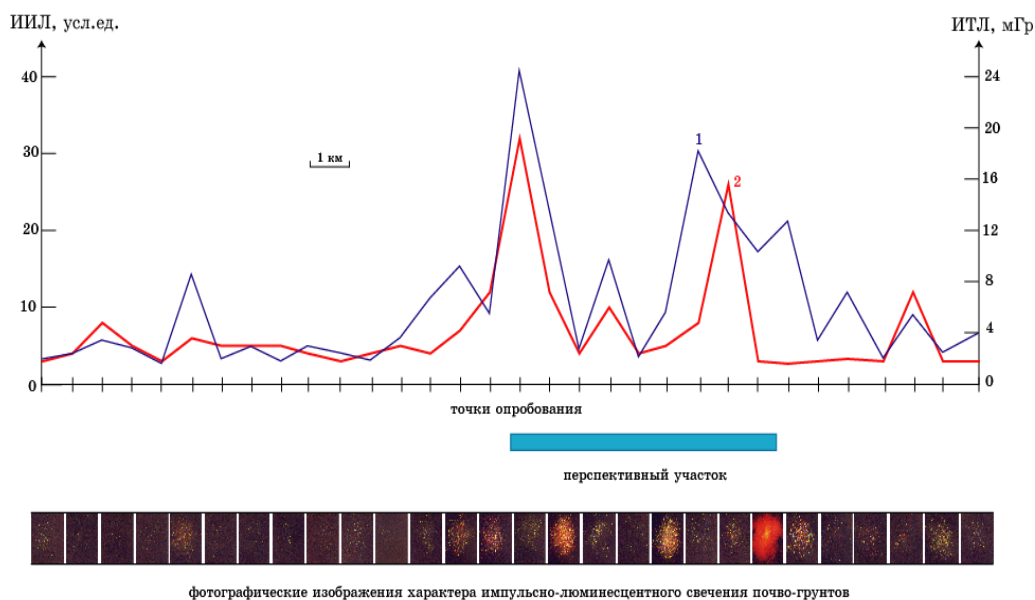 ИИЛ, усл.ед.
ИТЛ, мГр
40
30
20
10
0
24
20
16
12
8
4
0
1 км
1
2
точки опробования
перспективный участок
фотографические изображения характера импульсно-люминесцентного свечения почво-грунтов